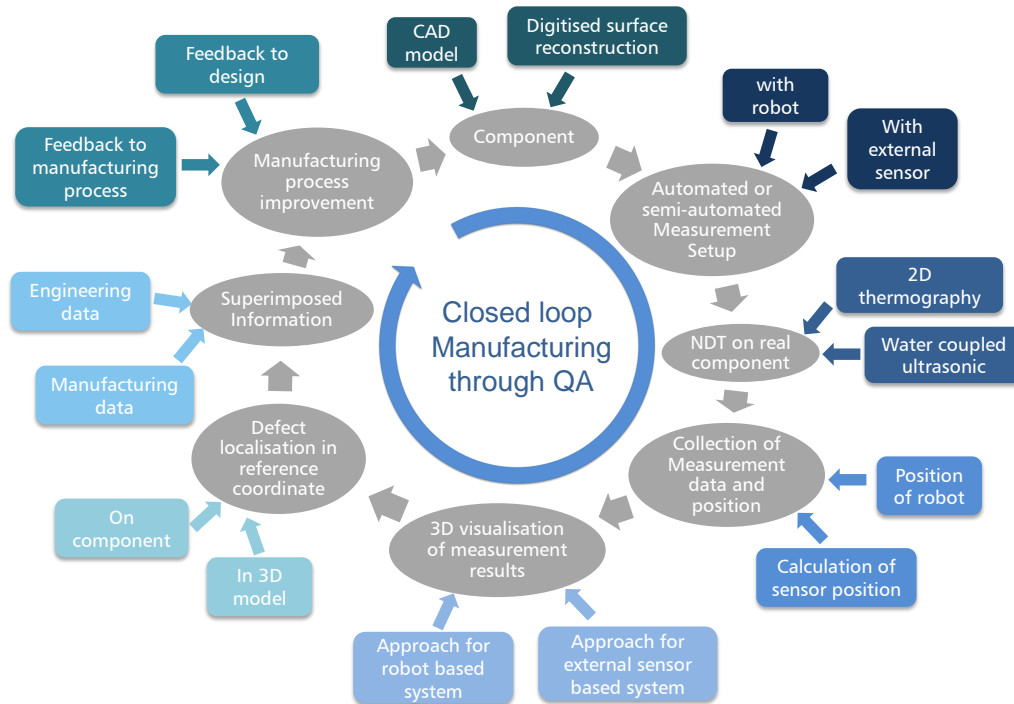 CAD
model
Digitised surface
reconstruction
Feedback to
design
with
robot
Component
With
external
sensor
Feedback to
manufacturing
process
Manufacturing
process
improvement
Automated or
semi-automated
Measurement
Setup
2D
thermography
Engineering
data
Superimposed
Information
Closed loop
Manufacturing
through QA
NDT on real
component
Water coupled
ultrasonic
Manufacturing
data
Defect
localisation in
reference
coordinate
Collection of
Measurement
data and
position
Position
of robot
On
component
3D visualisation
of measurement
results
In 3D
model
Calculation of
sensor position
Approach for
robot based
system
Approach for
external sensor
based system